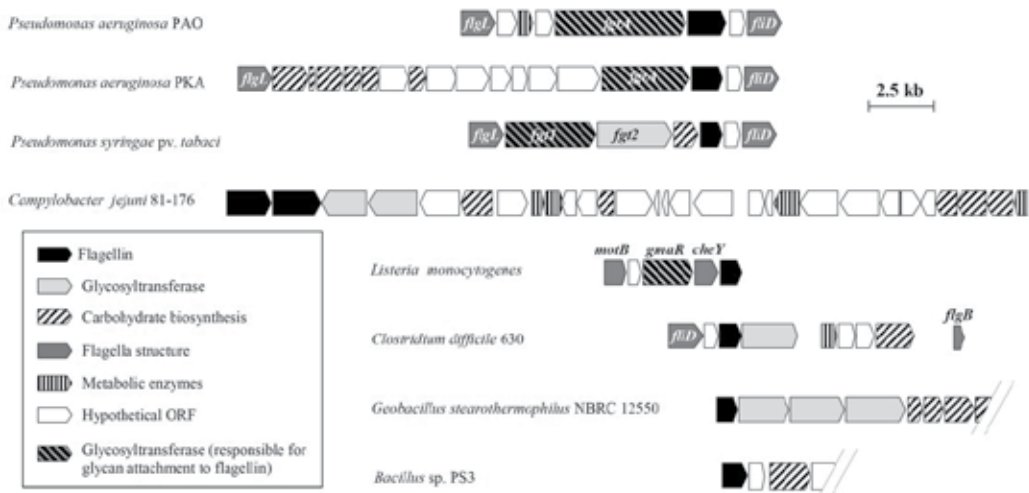 Pseudomonas aeruginosa PAO
flgL
fgtA
fliD
Pseudomonas aeruginosa PKA
flgL
fgtA
fliD
2.5 kb
Pseudomonas syringae pv. tabaci
flgL
fgt1
fgt2
fliD
Campylobacter jejuni 81-176
Flagellin
Glycosyltransferase
Carbohydrate biosynthesis
Flagella structure
Metabolic enzymes
Hypothetical ORF
Glycosyltransferase (responsible for
glycan attachment to flagellin)
motB gmaR cheY
Listeria monocytogenes
Clostridium difficile 630
fliD
flgB
Geobacillus stearothermophilus NBRC 12550
Bacillus sp. PS3